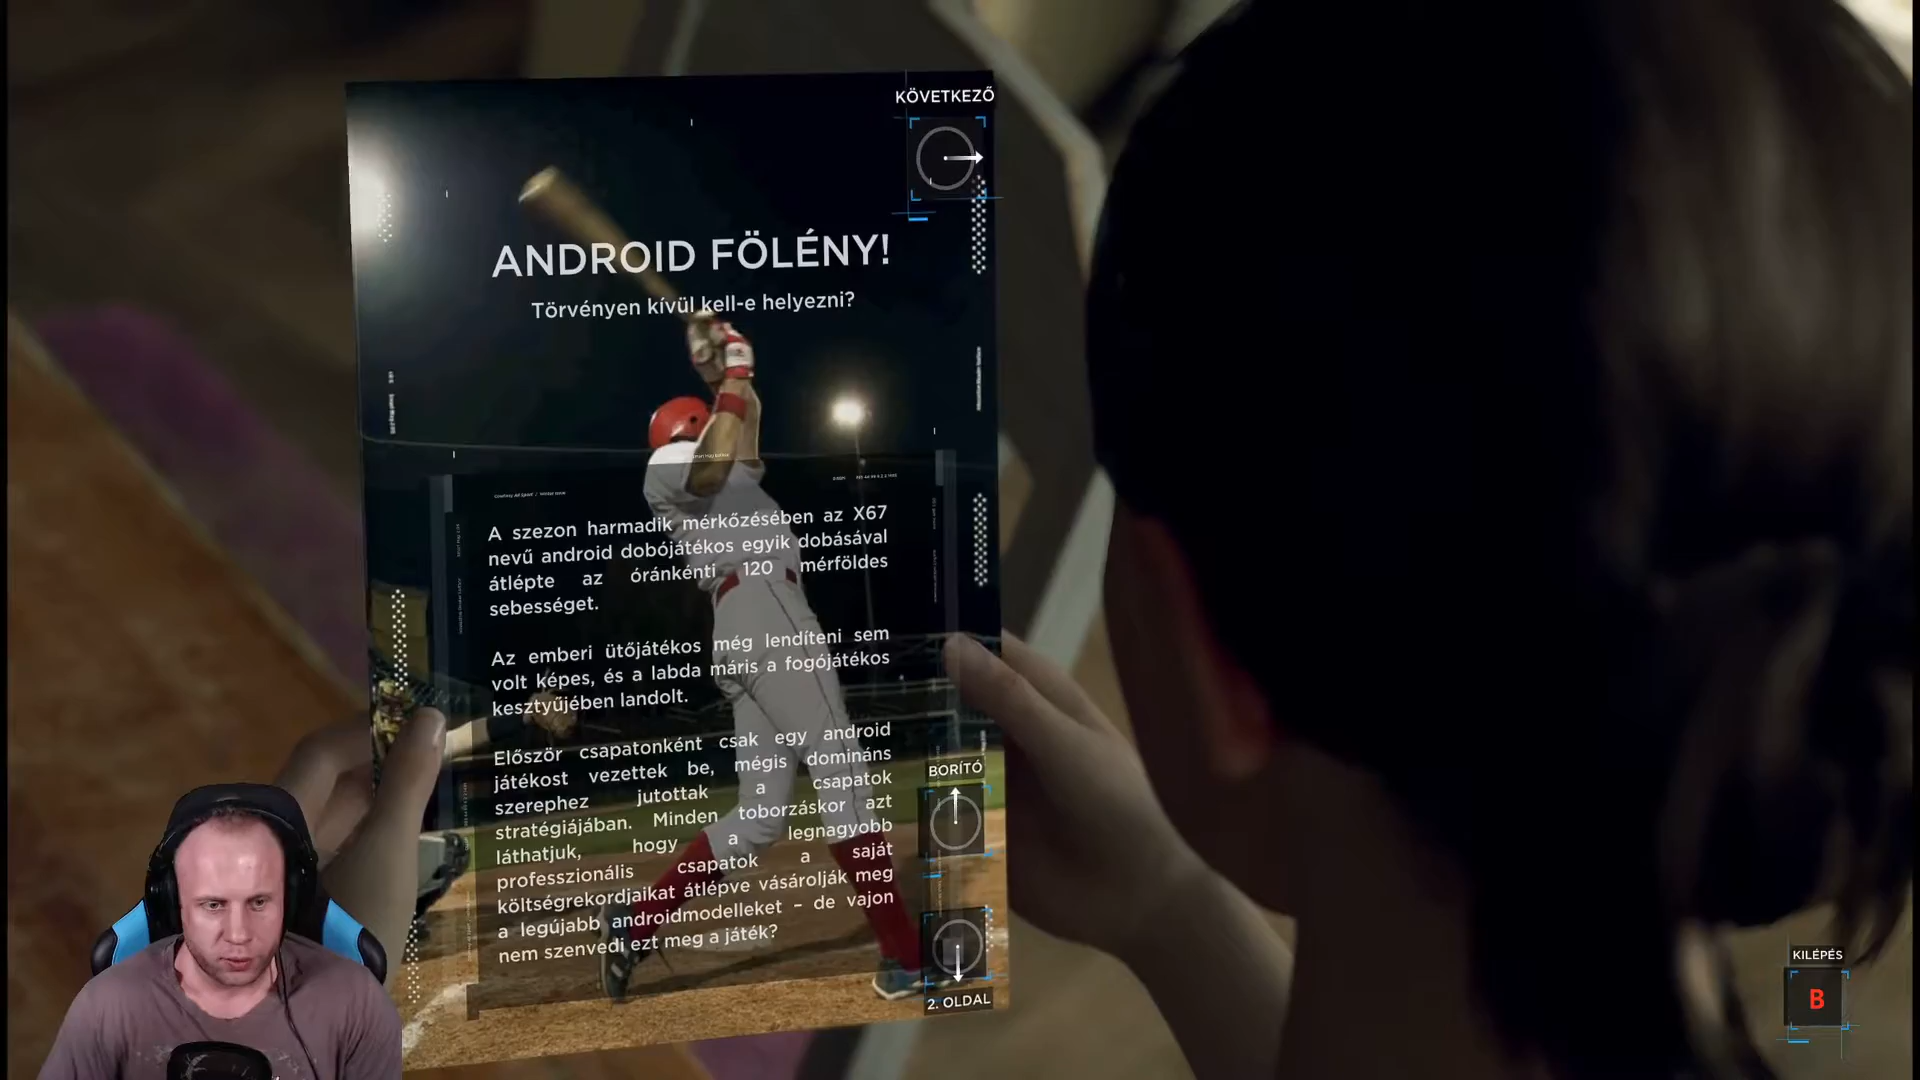 KÖVETKEZŐ
ANDROID FÖLÉNY!
Törvényen kívül kell-e helyezni?
A szezon harmadik mérkőzésében az X67
nevű android dobójátékos egyik dobásával
átlépte az óránkénti 120 mérföldes
sebességet.
Az emberi ütőjátékos még lendíteni sem
volt képes, és a labda máris a fogójátékos
kesztyűjében landolt.
Először csapatonként csak egy android
játékost vezettek be, mégis domináns
szerephez jutottak a csapatok
stratégiájában. Minden toborzáskor azt
láthatjuk, hogy a legnagyobb
professzionális csapatok a saját
költségrekordjaikat átlépve vásárolják meg
a legújabb androidmodelleket – de vajon
nem szenvedi ezt meg a játék?
BORÍTÓ
2. OLDAL
KILÉPÉS
B